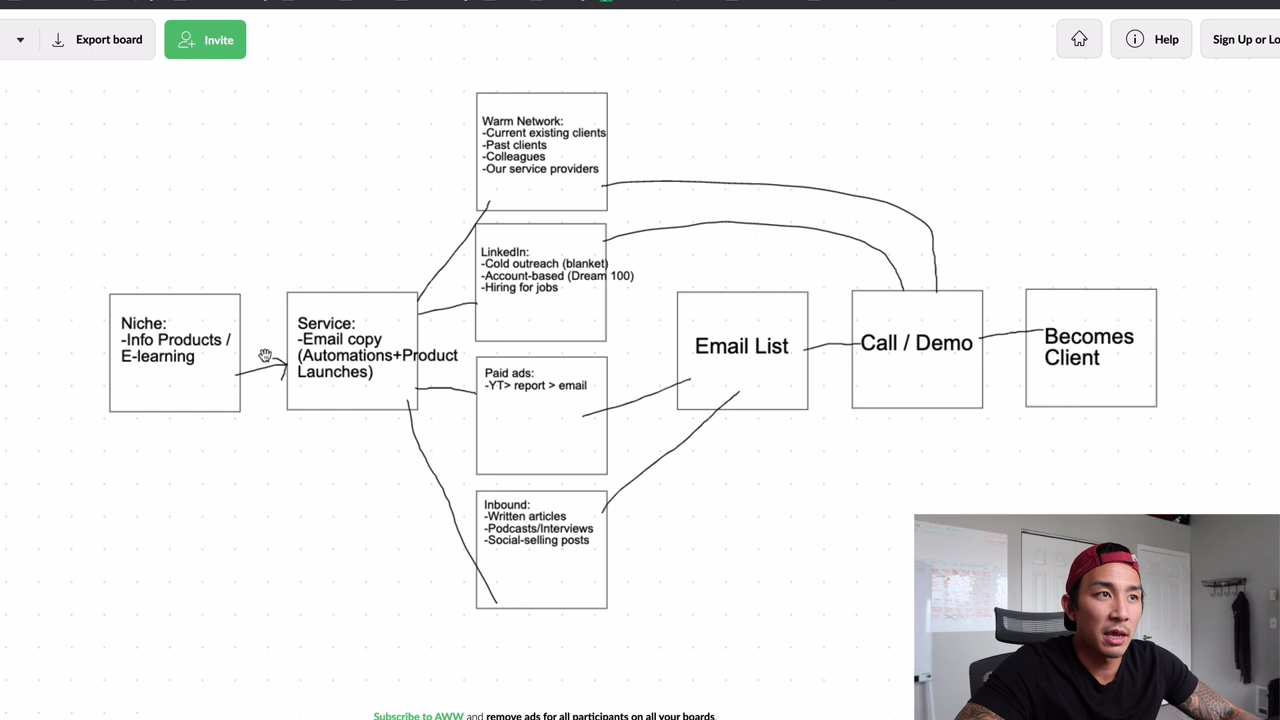 Export board
Invite
Help
Sign Up or Lo
Warm Network:
-Current existing clients
-Past clients
-Colleagues
-Our service providers
LinkedIn:
-Cold outreach (blanket)
-Account-based (Dream 100)
-Hiring for jobs
Niche:
-Info Products /
E-learning
Service:
-Email copy
(Automations+Product
Launches)
Paid ads:
-YT> report > email
Inbound:
-Written articles
-Podcasts/Interviews
-Social-selling posts
Email List
Call / Demo
Becomes
Client
Subscribe to AWW and remove ads for all participants on all your boards.